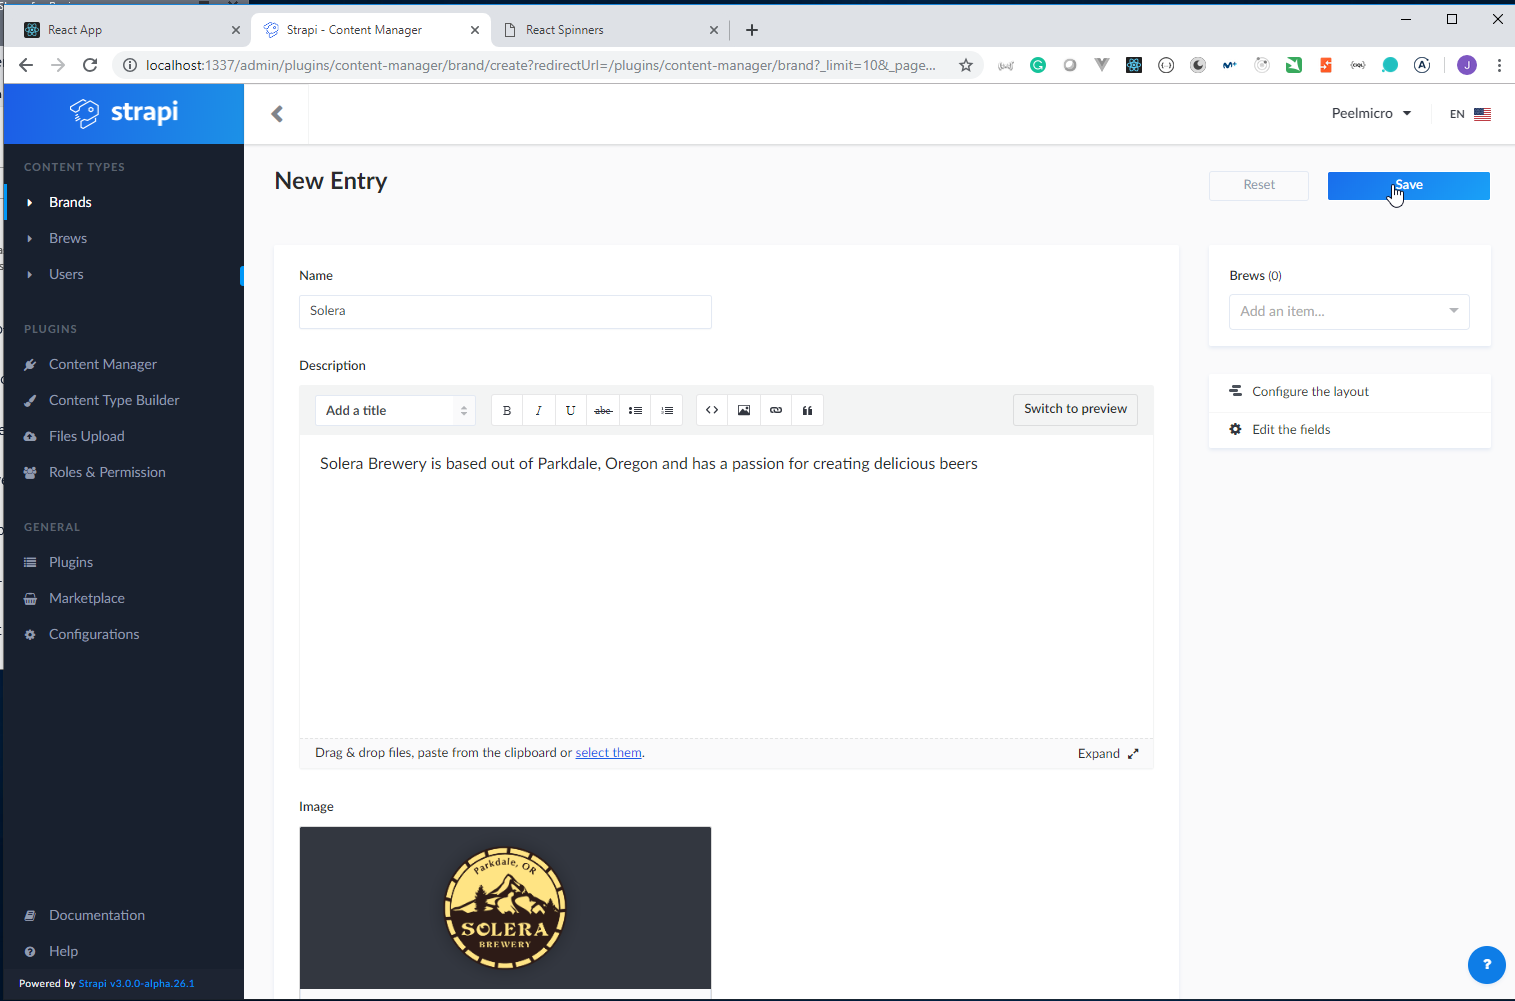 React App
Strapi - Content Manager
React Spinners
localhost:1337/admin/plugins/content-manager/brand/create?redirectUrl=/plugins/content-manager/brand?_limit=10&_page...
J
strapi
Peelmicro
EN
CONTENT TYPES
Brands
Brews
Users
PLUGINS
Content Manager
Content Type Builder
Files Upload
Roles & Permission
GENERAL
Plugins
Marketplace
Configurations
Documentation
Help
Powered by Strapi v3.0.0-alpha.26.1
New Entry
Reset
Save
Name
Solera
Description
Add a title
B I U abc
Switch to preview
Solera Brewery is based out of Parkdale, Oregon and has a passion for creating delicious beers
Drag & drop files, paste from the clipboard or select them.
Expand
Image
Parkdale, OR
SOLERA
BREWERY
Brews (0)
Add an item...
Configure the layout
Edit the fields
?